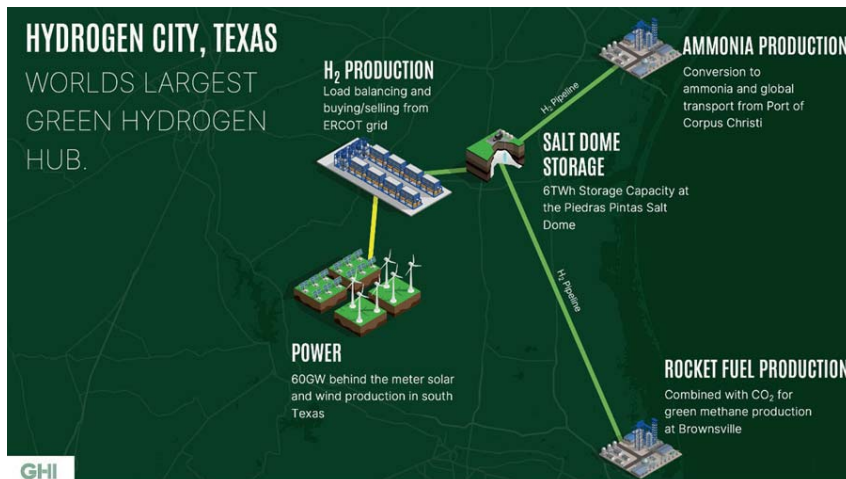 HYDROGEN CITY, TEXAS
WORLDS LARGEST
GREEN HYDROGEN
HUB.
H₂ PRODUCTION
Load balancing and
buying/selling from
ERCOT grid
AMMONIA PRODUCTION
Conversion to
ammonia and global
transport from Port of
Corpus Christi
H₂ Pipeline
SALT DOME
STORAGE
6TWh Storage Capacity at
the Piedras Pintas Salt
Dome
H₂ Pipeline
POWER
60GW behind the meter solar
and wind production in south
Texas
ROCKET FUEL PRODUCTION
Combined with CO₂ for
green methane production
at Brownsville
GHI